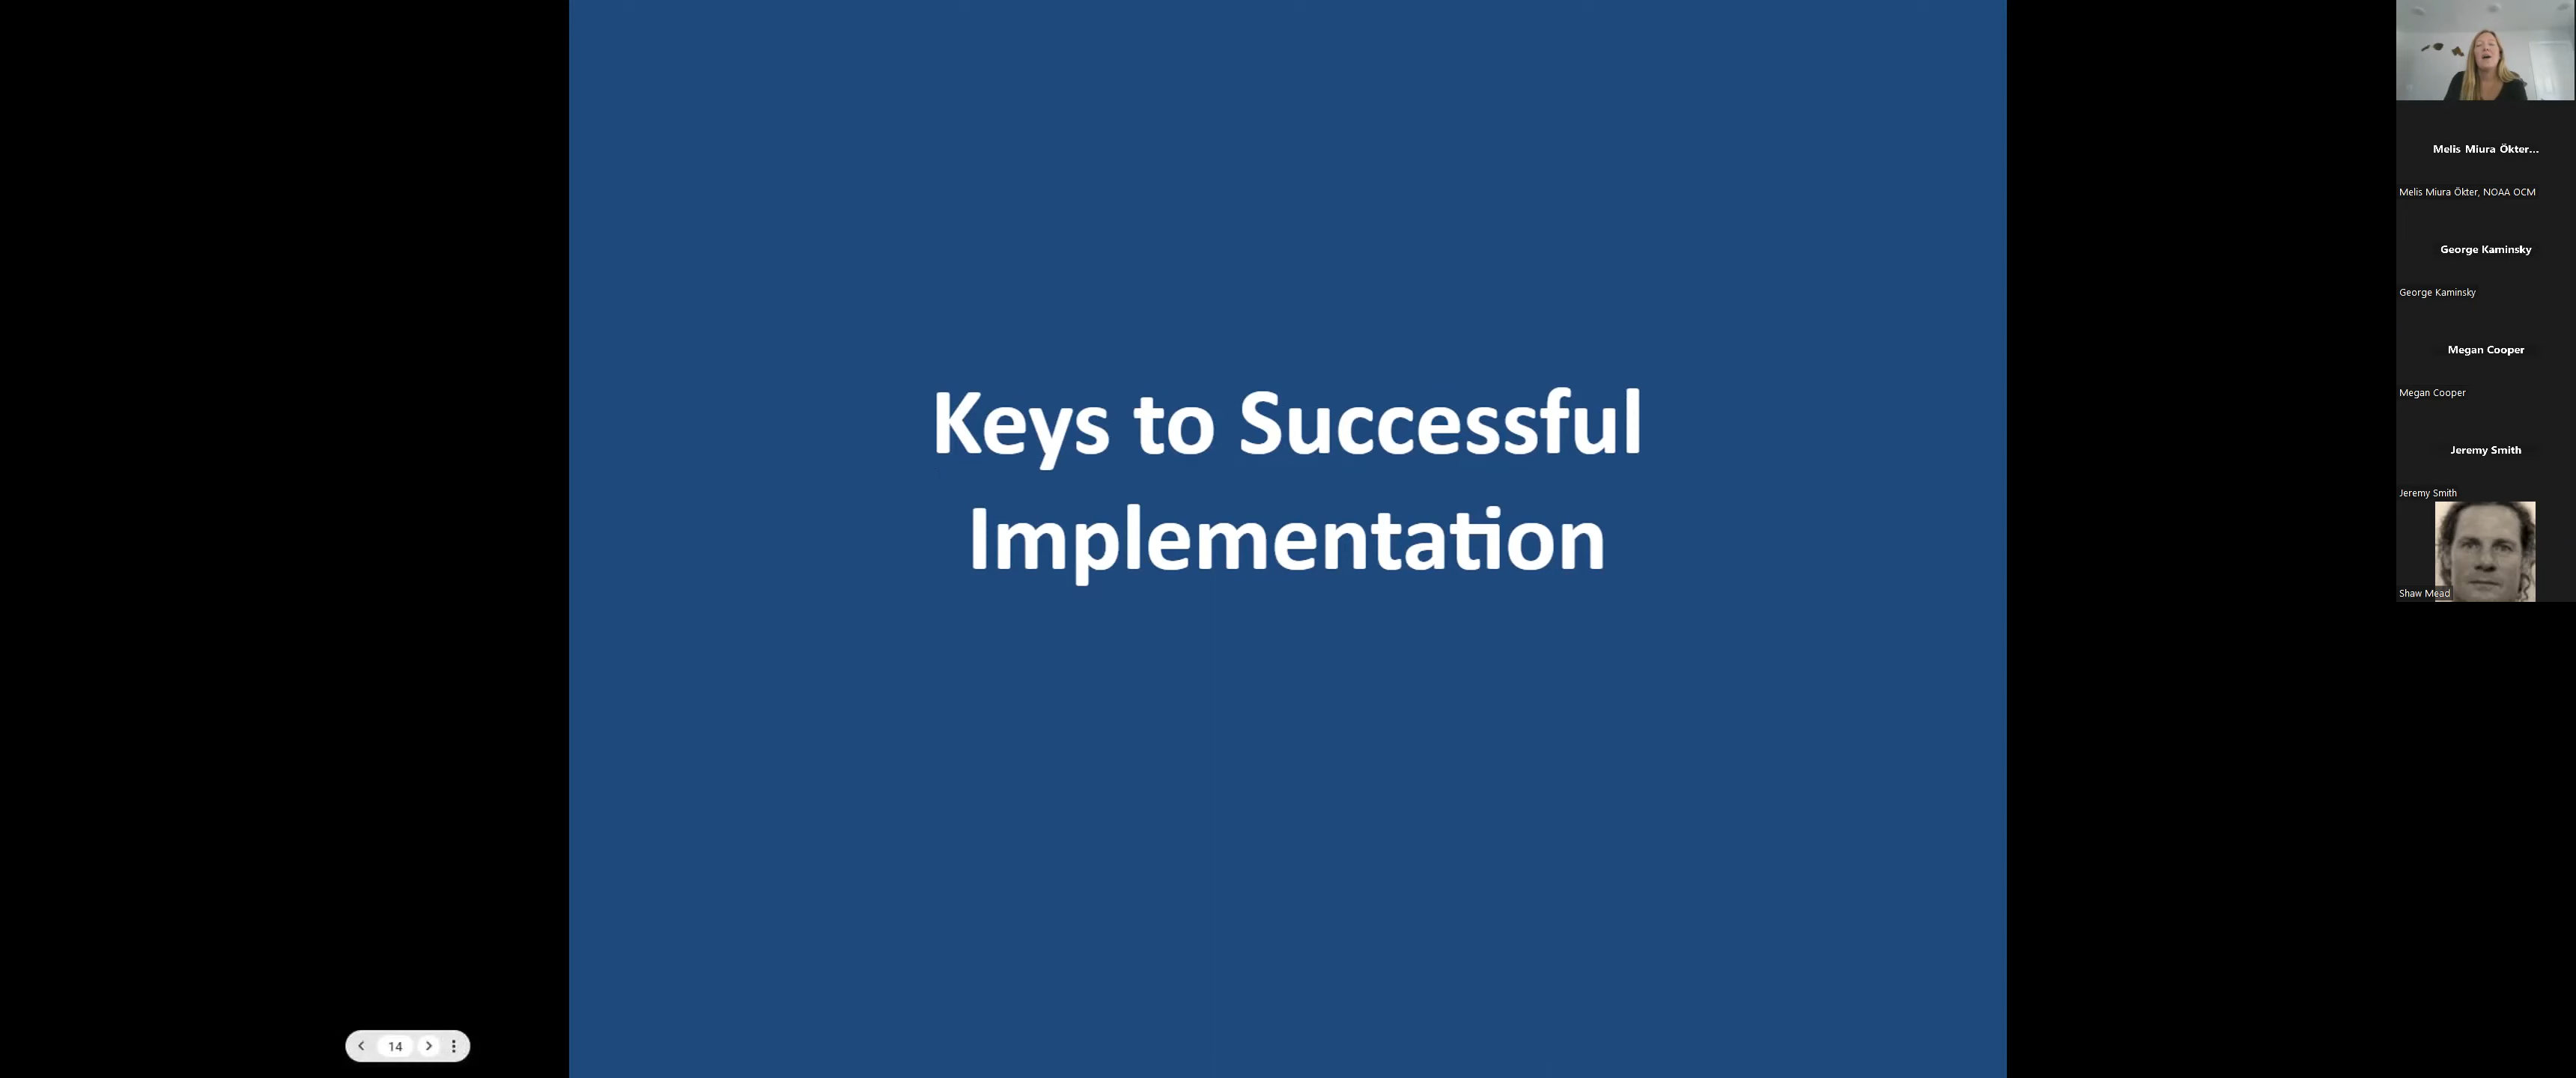 Keys to Successful
Implementation
14
Melis Miura Ökter...
Melis Miura Ökter, NOAA OCM
George Kaminsky
George Kaminsky
Megan Cooper
Megan Cooper
Jeremy Smith
Jeremy Smith
Shaw Mead